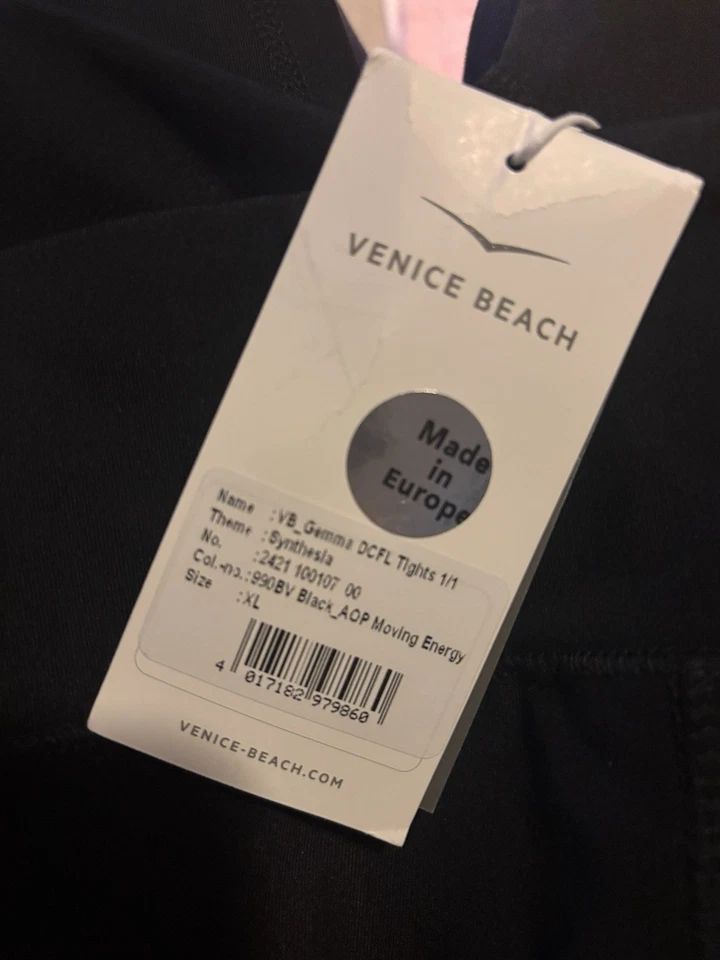 VENICE BEACH
Made
in
Europe
Name : VB_Gemma DCFL Tights 1/1
Theme : Synthesia
No. : 2421 100107 00
Col.-no. : 990BV Black_AOP Moving Energy
Size : XL
4 017182 979860
VENICE-BEACH.COM